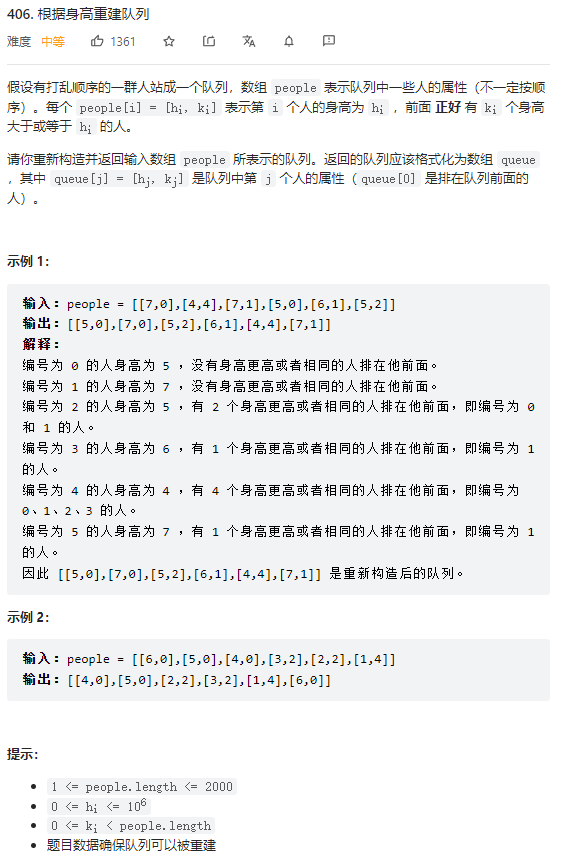 406. 根据身高重建队列
难度 中等 1361
假设有打乱顺序的一群人站成一个队列，数组 people 表示队列中一些人的属性（不一定按顺
序）。每个 people[i] = [hi, ki] 表示第 i 个人的身高为 hi ，前面 正好 有 ki 个身高
大于或等于 hi 的人。
请你重新构造并返回输入数组 people 所表示的队列。返回的队列应该格式化为数组 queue
，其中 queue[j] = [hj, kj] 是队列中第 j 个人的属性（queue[0] 是排在队列前面的
人）。
示例 1：
输入：people = [[7,0],[4,4],[7,1],[5,0],[6,1],[5,2]]
输出：[[5,0],[7,0],[5,2],[6,1],[4,4],[7,1]]
解释：
编号为 0 的人身高为 5 ，没有身高更高或者相同的人排在他前面。
编号为 1 的人身高为 7 ，没有身高更高或者相同的人排在他前面。
编号为 2 的人身高为 5 ，有 2 个身高更高或者相同的人排在他前面，即编号为 0
和 1 的人。
编号为 3 的人身高为 6 ，有 1 个身高更高或者相同的人排在他前面，即编号为 1
的人。
编号为 4 的人身高为 4 ，有 4 个身高更高或者相同的人排在他前面，即编号为
0、1、2、3 的人。
编号为 5 的人身高为 7 ，有 1 个身高更高或者相同的人排在他前面，即编号为 1
的人。
因此 [[5,0],[7,0],[5,2],[6,1],[4,4],[7,1]] 是重新构造后的队列。
示例 2：
输入：people = [[6,0],[5,0],[4,0],[3,2],[2,2],[1,4]]
输出：[[4,0],[5,0],[2,2],[3,2],[1,4],[6,0]]
提示：
1 <= people.length <= 2000
0 <= hi <= 10^6
0 <= ki < people.length
题目数据确保队列可以被重建